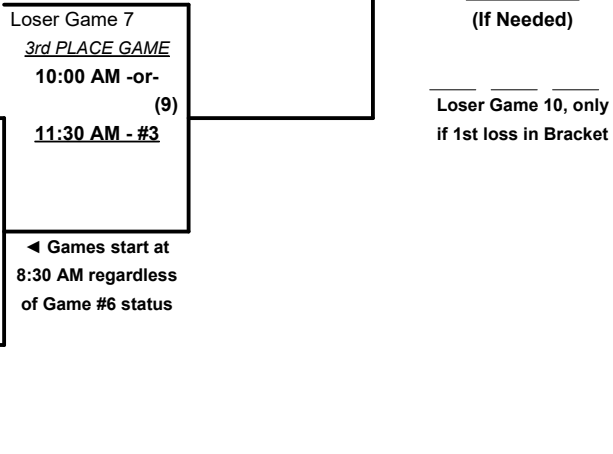 Loser Game 7
3rd PLACE GAME
10:00 AM -or-
(9)
11:30 AM - #3
◄ Games start at
8:30 AM regardless
of Game #6 status
(If Needed)
Loser Game 10, only
if 1st loss in Bracket